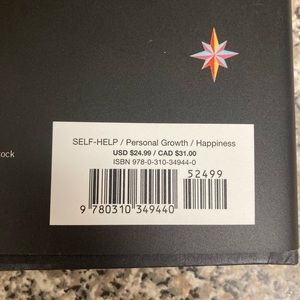 ock
SELF-HELP / Personal Growth / Happiness
USD $24.99 / CAD $31.00
ISBN 978-0-310-34944-0
52499
9 780310 349440